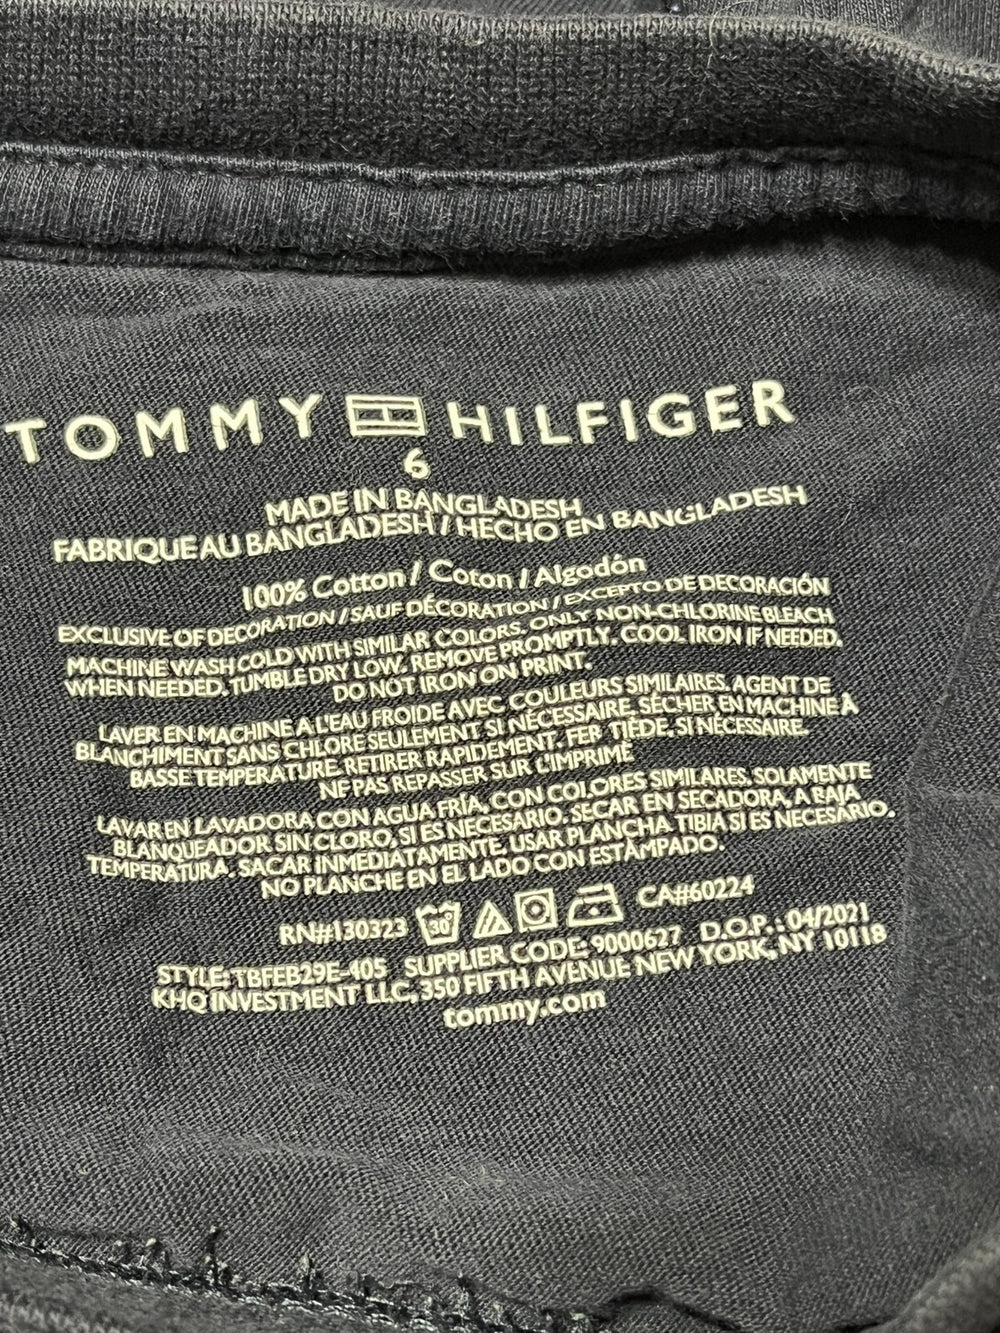 TOMMY HILFIGER
6
MADE IN BANGLADESH
FABRIQUE AU BANGLADESH / HECHO EN BANGLADESH
100% Cotton / Coton / Algodón
EXCLUSIVE OF DECORATION / SAUF DÉCORATION / EXCEPTO DE DECORACIÓN
MACHINE WASH COLD WITH SIMILAR COLORS. ONLY NON-CHLORINE BLEACH
WHEN NEEDED. TUMBLE DRY LOW. REMOVE PROMPTLY. COOL IRON IF NEEDED.
DO NOT IRON ON PRINT.
LAVER EN MACHINE A L'EAU FROIDE AVEC COULEURS SIMILAIRES. AGENT DE
BLANCHIMENT SANS CHLORE SEULEMENT SI NÉCESSAIRE. SÉCHER EN MACHINE À
BASSE TEMPERATURE. RETIRER RAPIDEMENT. FER TIÈDE, SI NÉCESSAIRE.
NE PAS REPASSER SUR L'IMPRIMÉ
LAVAR EN LAVADORA CON AGUA FRÍA, CON COLORES SIMILARES. SOLAMENTE
BLANQUEADOR SIN CLORO, SI ES NECESARIO. SECAR EN SECADORA, A BAJA
TEMPERATURA. SACAR INMEDIATAMENTE. USAR PLANCHA TIBIA SI ES NECESARIO.
NO PLANCHE EN EL LADO CON ESTAMPADO.
RN#130323 30° CA#60224
STYLE: TBFEB29E-405 SUPPLIER CODE: 9000627 D.O.P.: 04/2021
KHQ INVESTMENT LLC, 350 FIFTH AVENUE NEW YORK, NY 10118
tommy.com